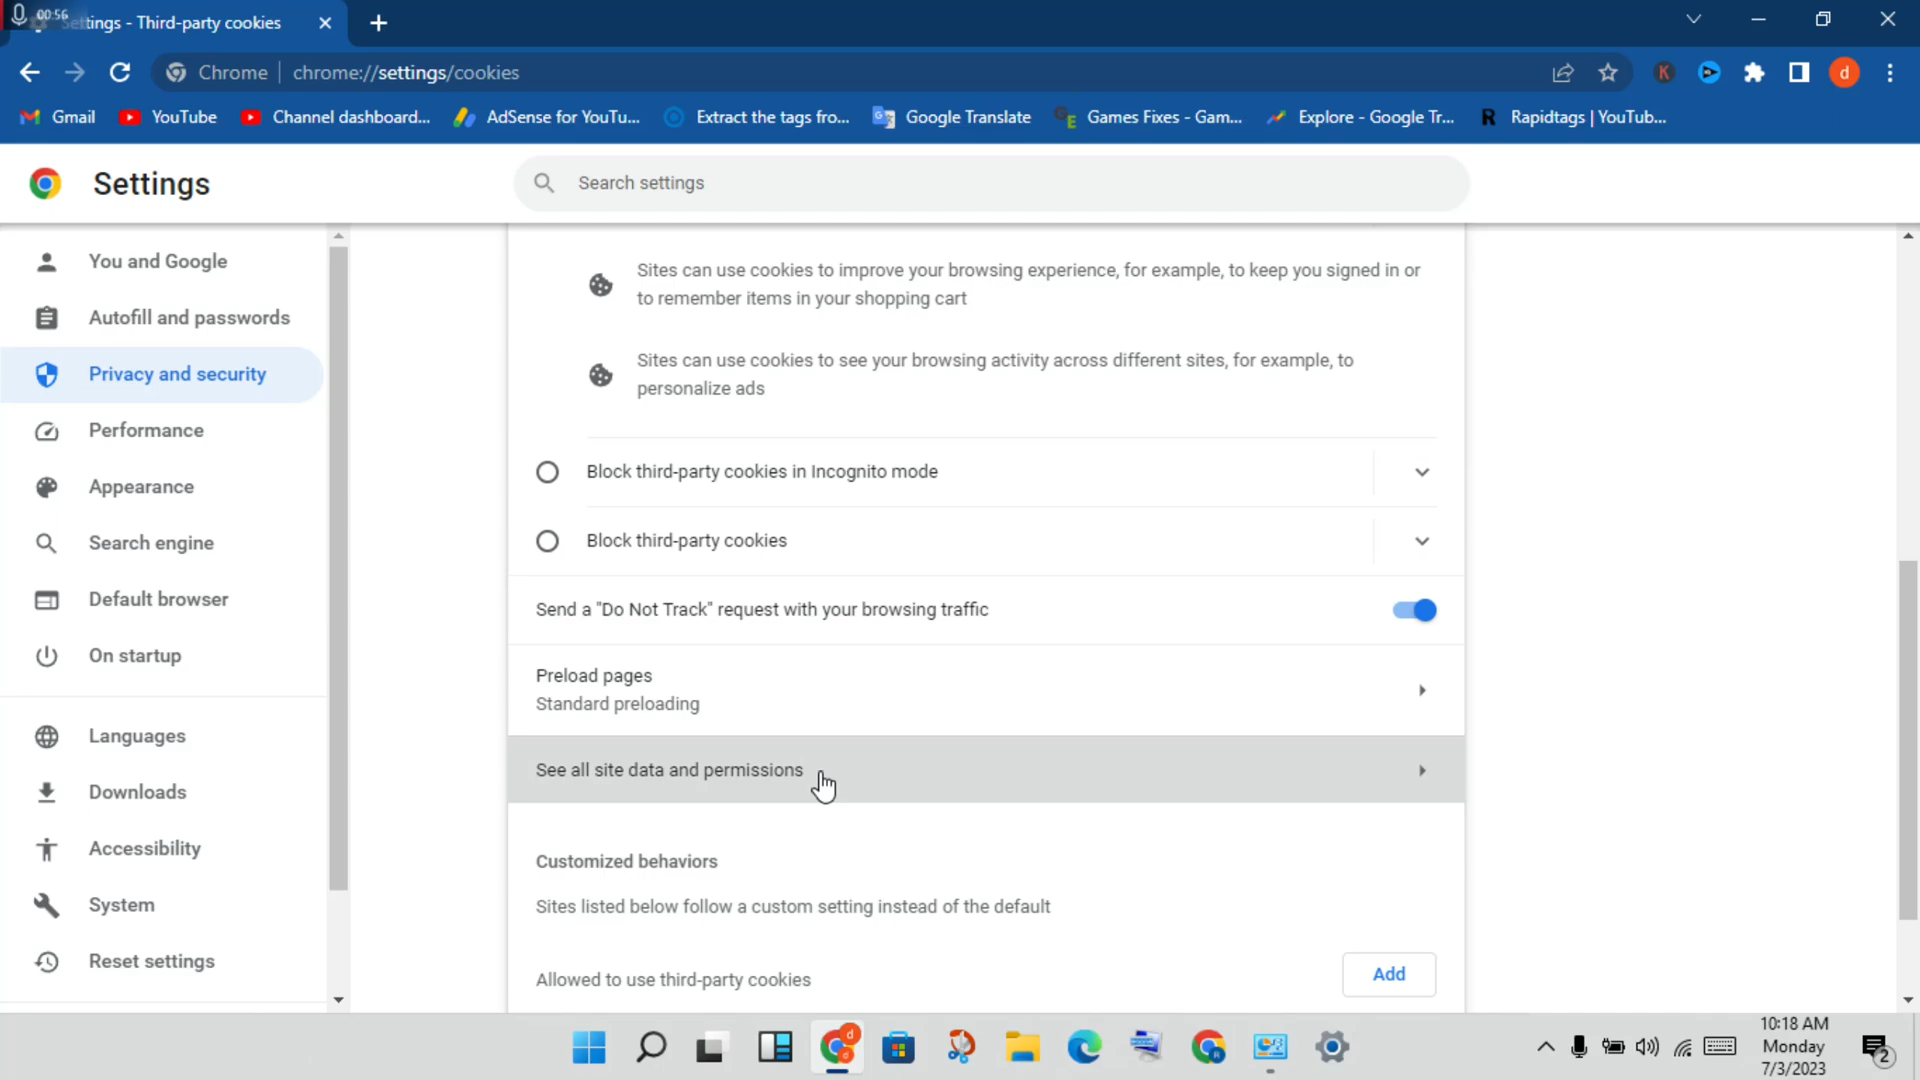 00:56
ttings - Third-party cookies
Chrome
chrome://settings/cookies
K
d
Gmail
YouTube
Channel dashboard...
AdSense for YouTu...
Extract the tags fro...
Google Translate
Games Fixes - Gam...
Explore - Google Tr...
R
Rapidtags | YouTub...
Settings
Search settings
You and Google
Autofill and passwords
Privacy and security
Performance
Appearance
Search engine
Default browser
On startup
Languages
Downloads
Accessibility
System
Reset settings
Sites can use cookies to improve your browsing experience, for example, to keep you signed in or
to remember items in your shopping cart
Sites can use cookies to see your browsing activity across different sites, for example, to
personalize ads
Block third-party cookies in Incognito mode
Block third-party cookies
Send a "Do Not Track" request with your browsing traffic
Preload pages
Standard preloading
See all site data and permissions
Customized behaviors
Sites listed below follow a custom setting instead of the default
Allowed to use third-party cookies
Add
10:18 AM
Monday
7/3/2023
2